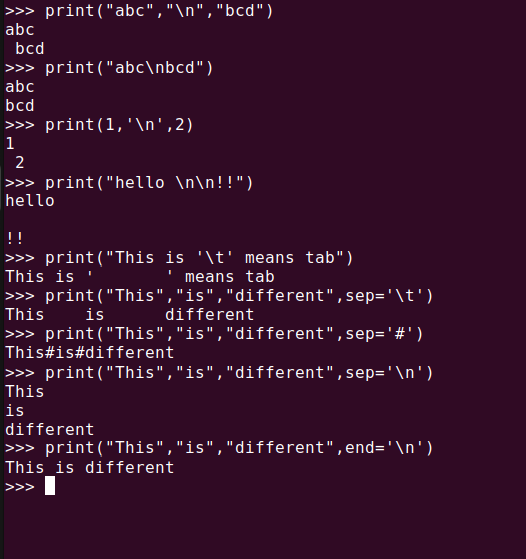 >>> print("abc","\n","bcd")
abc
 bcd
>>> print("abc\nbcd")
abc
bcd
>>> print(1,'\n',2)
1
 2
>>> print("hello \n\n!!")
hello

!!
>>> print("This is '\t' means tab")
This is '       ' means tab
>>> print("This","is","different",sep='\t')
This    is      different
>>> print("This","is","different",sep='#')
This#is#different
>>> print("This","is","different",sep='\n')
This
is
different
>>> print("This","is","different",end='\n')
This is different
>>>